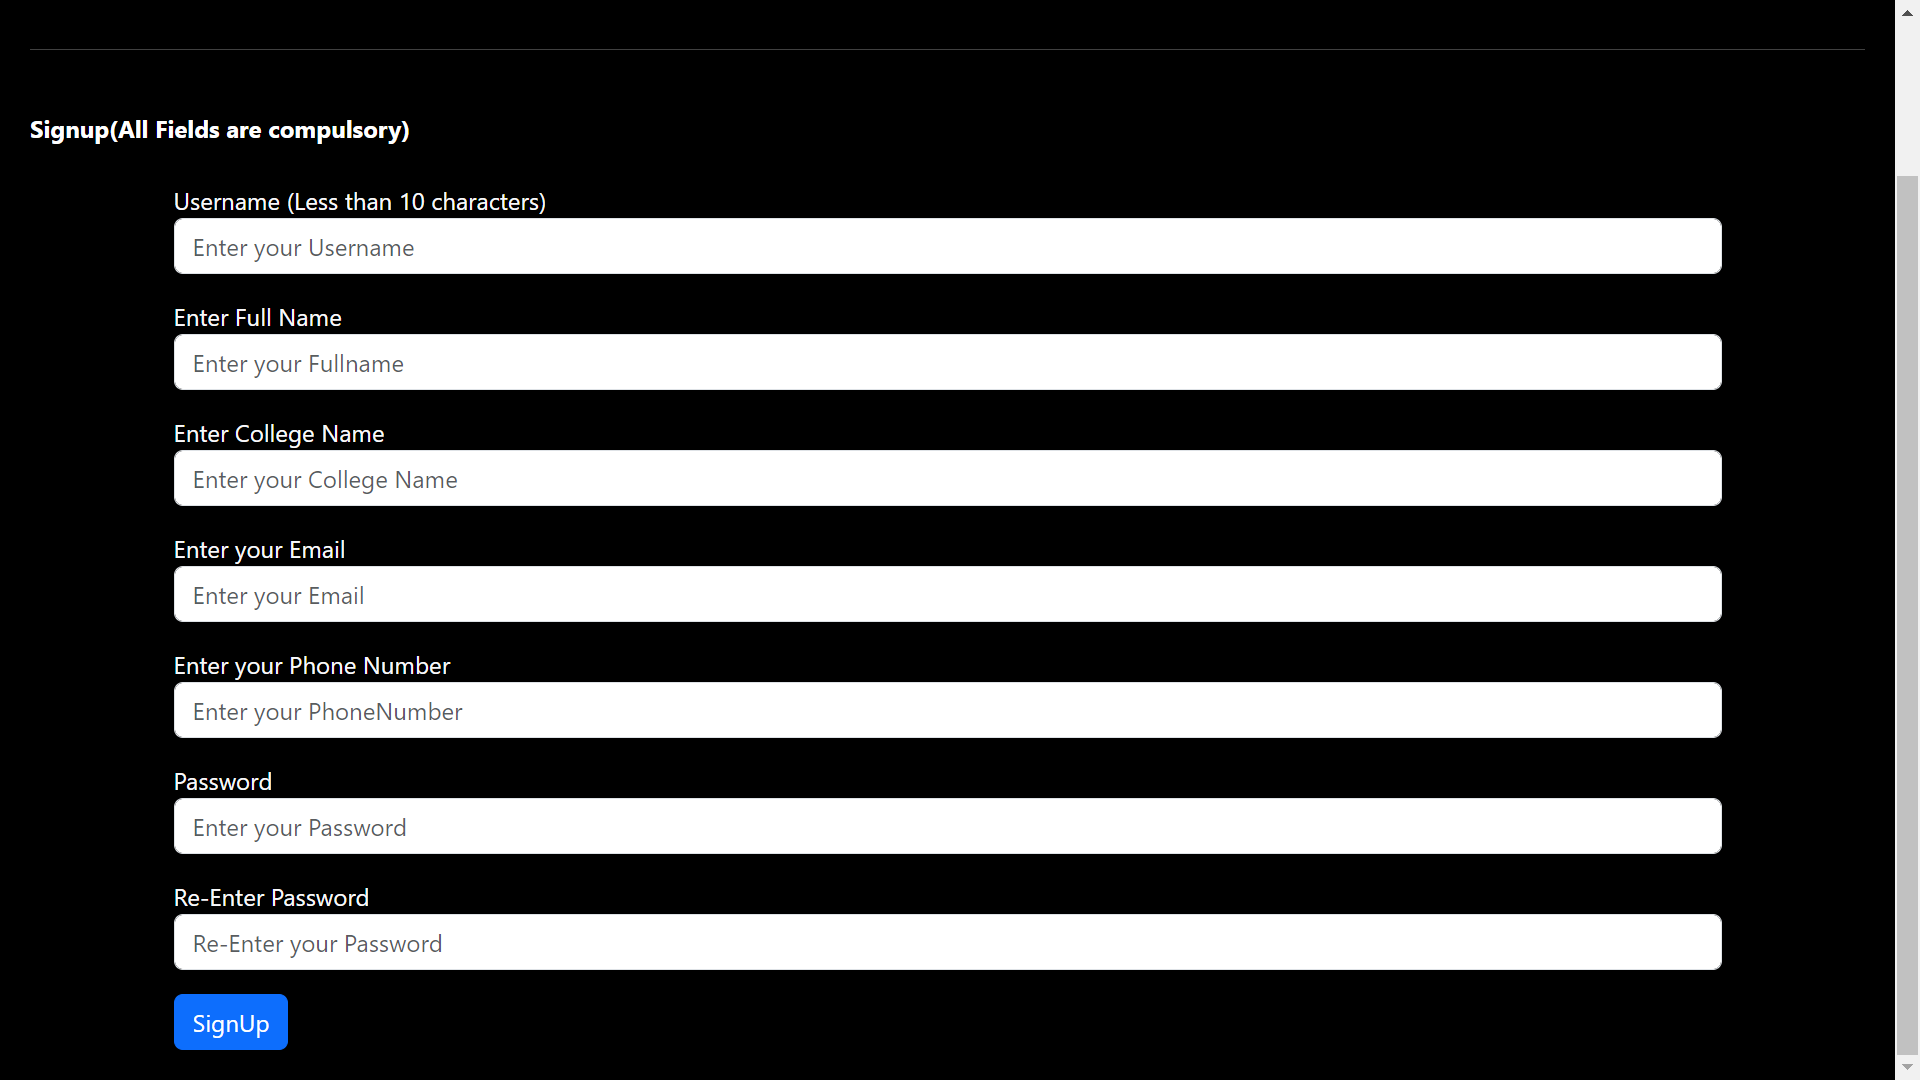 Signup(All Fields are compulsory)
Username (Less than 10 characters)
Enter your Username
Enter Full Name
Enter your Fullname
Enter College Name
Enter your College Name
Enter your Email
Enter your Email
Enter your Phone Number
Enter your PhoneNumber
Password
Enter your Password
Re-Enter Password
Re-Enter your Password
SignUp